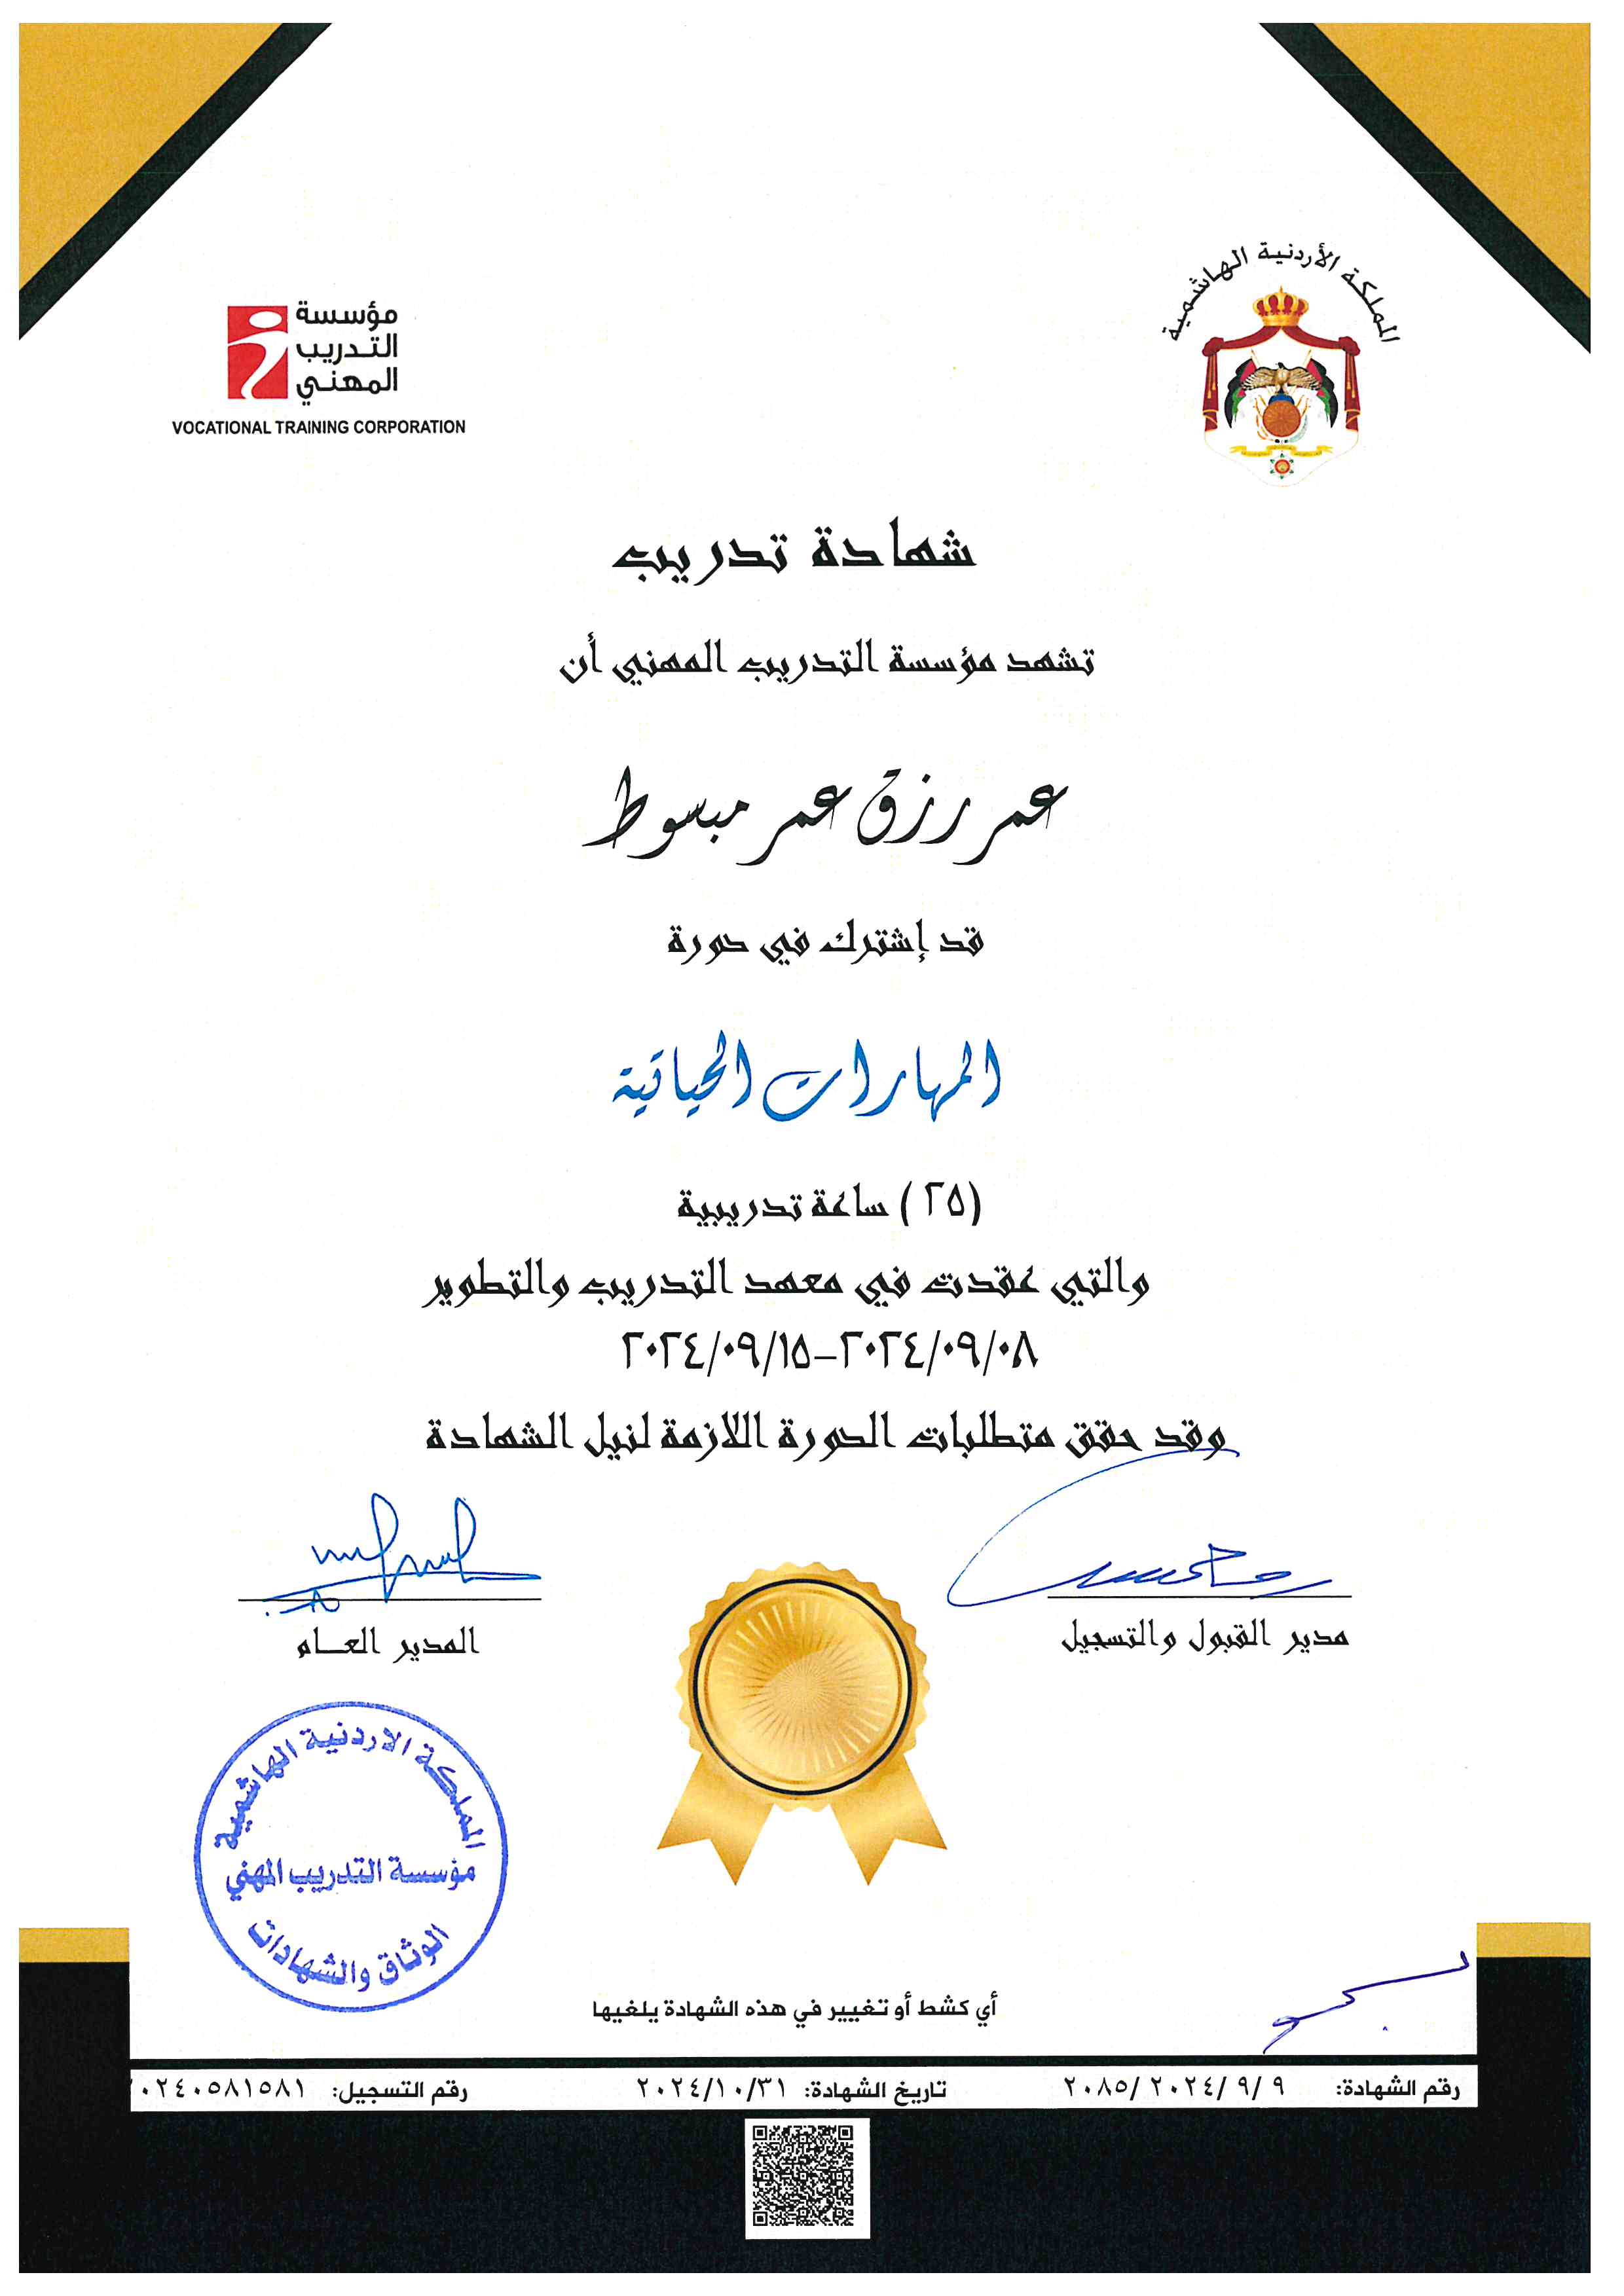 المملكة الأردنية الهاشمية
مؤسسة
التدريب
المهني
VOCATIONAL TRAINING CORPORATION
شهادة تدريب
تشهد مؤسسة التدريب المهني أن
عمر رزق عمر مبسوط
قد إشترك في دورة
المهارات الحياتية
(٢٥) ساعة تدريبية
والتي عقدت في معهد التدريب والتطوير
٢٠٢٤/٠٩/٠٨-٢٠٢٤/٠٩/١٥
وقد حقق متطلبات الدورة اللازمة لنيل الشهادة
مدير القبول والتسجيل
المدير العـــام
المملكة الاردنية الهاشمية
مؤسسة التدريب المهني
الوثاق والشهادات
أي كشط أو تغيير في هذه الشهادة يلغيها
رقم الشهادة: ٩ /٩ /٢٠٢٤ /٢٠٨٥
تاريخ الشهادة: ٢٠٢٤/١٠/٣١
رقم التسجيل: ٠٢٤٠٥٨١٥٨١